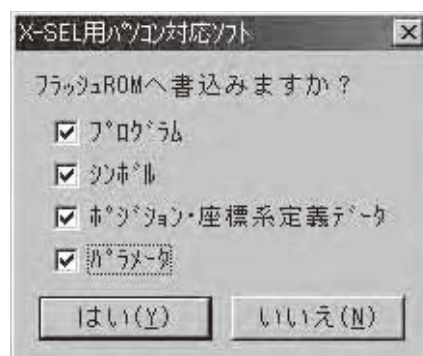 X-SEL用ﾊﾟｿｺﾝ対応ｿﾌﾄ
ﾌﾗｯｼｭROMへ書込みますか？
ﾌﾟﾛｸﾞﾗﾑ
ｼﾝﾎﾞﾙ
ﾎﾟｼﾞｼｮﾝ･座標系定義ﾃﾞｰﾀ
ﾊﾟﾗﾒｰﾀ
はい(Y) いいえ(N)